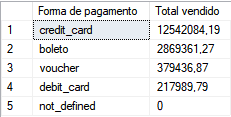 Forma de pagamento Total vendido
1 credit_card 12542084,19
2 boleto 2869361,27
3 voucher 379436,87
4 debit_card 217989,79
5 not_defined 0